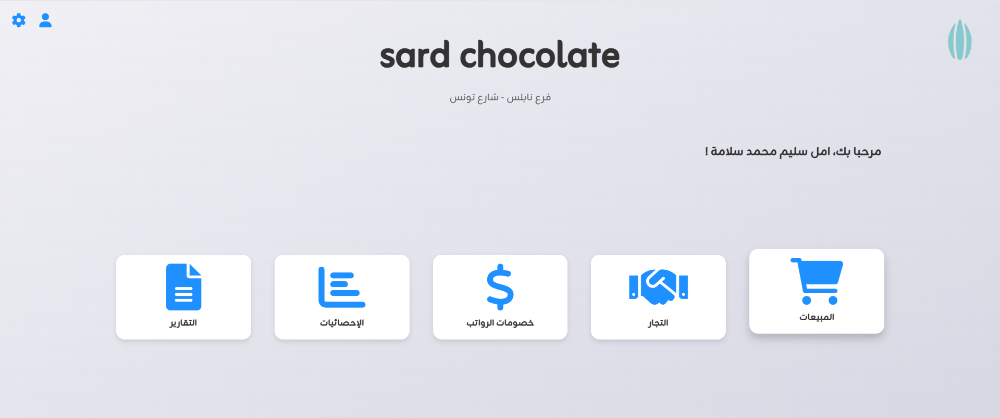 sard chocolate
فرع نابلس - شارع تونس
مرحبا بك، امل سليم محمد سلامة !
المبيعات
التجار
خصومات الرواتب
الإحصائيات
التقارير